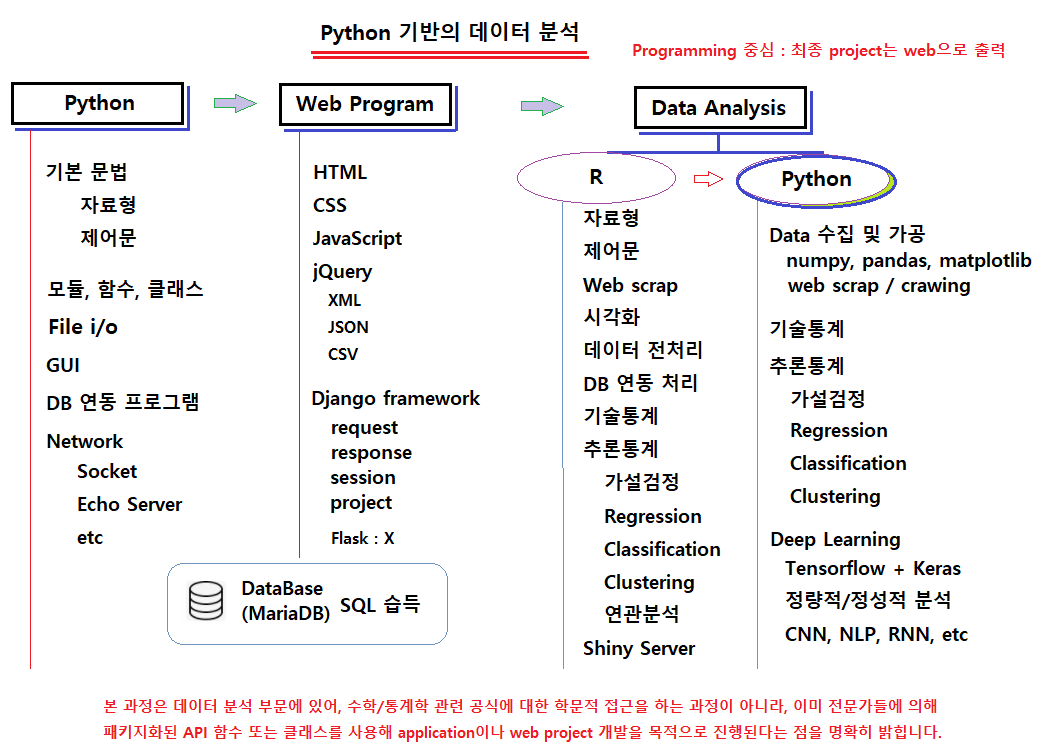 Python 기반의 데이터 분석
Programming 중심 : 최종 project는 web으로 출력
Python
기본 문법
자료형
제어문
모듈, 함수, 클래스
File i/o
GUI
DB 연동 프로그램
Network
Socket
Echo Server
etc
Web Program
HTML
CSS
JavaScript
jQuery
XML
JSON
CSV
Django framework
request
response
session
project
Flask : X
DataBase
(MariaDB)
SQL 습득
Data Analysis
R
자료형
제어문
Web scrap
시각화
데이터 전처리
DB 연동 처리
기술통계
추론통계
가설검정
Regression
Classification
Clustering
연관분석
Shiny Server
Python
Data 수집 및 가공
numpy, pandas, matplotlib
web scrap / crawing
기술통계
추론통계
가설검정
Regression
Classification
Clustering
Deep Learning
Tensorflow + Keras
정량적/정성적 분석
CNN, NLP, RNN, etc
본 과정은 데이터 분석 부문에 있어, 수학/통계학 관련 공식에 대한 학문적 접근을 하는 과정이 아니라, 이미 전문가들에 의해
패키지화된 API 함수 또는 클래스를 사용해 application이나 web project 개발을 목적으로 진행된다는 점을 명확히 밝힙니다.